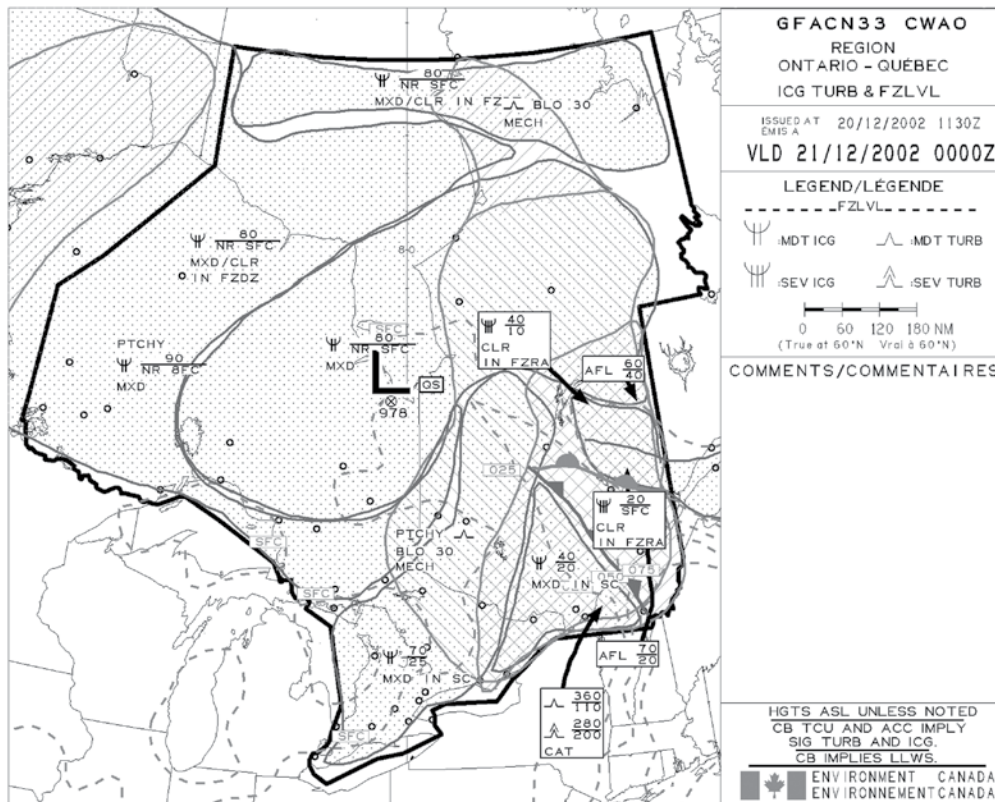 GFACN33 CWAO
REGION
ONTARIO - QUÉBEC
ICG TURB & FZLVL
ISSUED AT
ÉMIS A
20/12/2002 1130Z
VLD 21/12/2002 0000Z
LEGEND/LÉGENDE
FZLVL
:MDT ICG
:MDT TURB
:SEV ICG
:SEV TURB
0 60 120 180 NM
(True at 60°N Vrai à 60°N)
COMMENTS/COMMENTAIRES
HGTS ASL UNLESS NOTED
CB TCU AND ACC IMPLY
SIG TURB AND ICG.
CB IMPLIES LLWS.
ENVIRONMENT CANADA
ENVIRONNEMENT CANADA
80
NR SFC
MXD/CLR IN FZ
BLO 30
MECH
80
NR SFC
MXD/CLR
IN FZDZ
80
SFC
80
NR SFC
MXD
PTCHY
90
NR SFC
MXD
QS
978
40
10
CLR
IN FZRA
AFL 60
40
025
20
SFC
CLR
IN FZRA
PTCHY
BLO 30
MECH
40
20
MXD IN SC
050
075
SFC
SFC
AFL 70
20
70
25
MXD IN SC
SFC
360
110
280
200
CAT